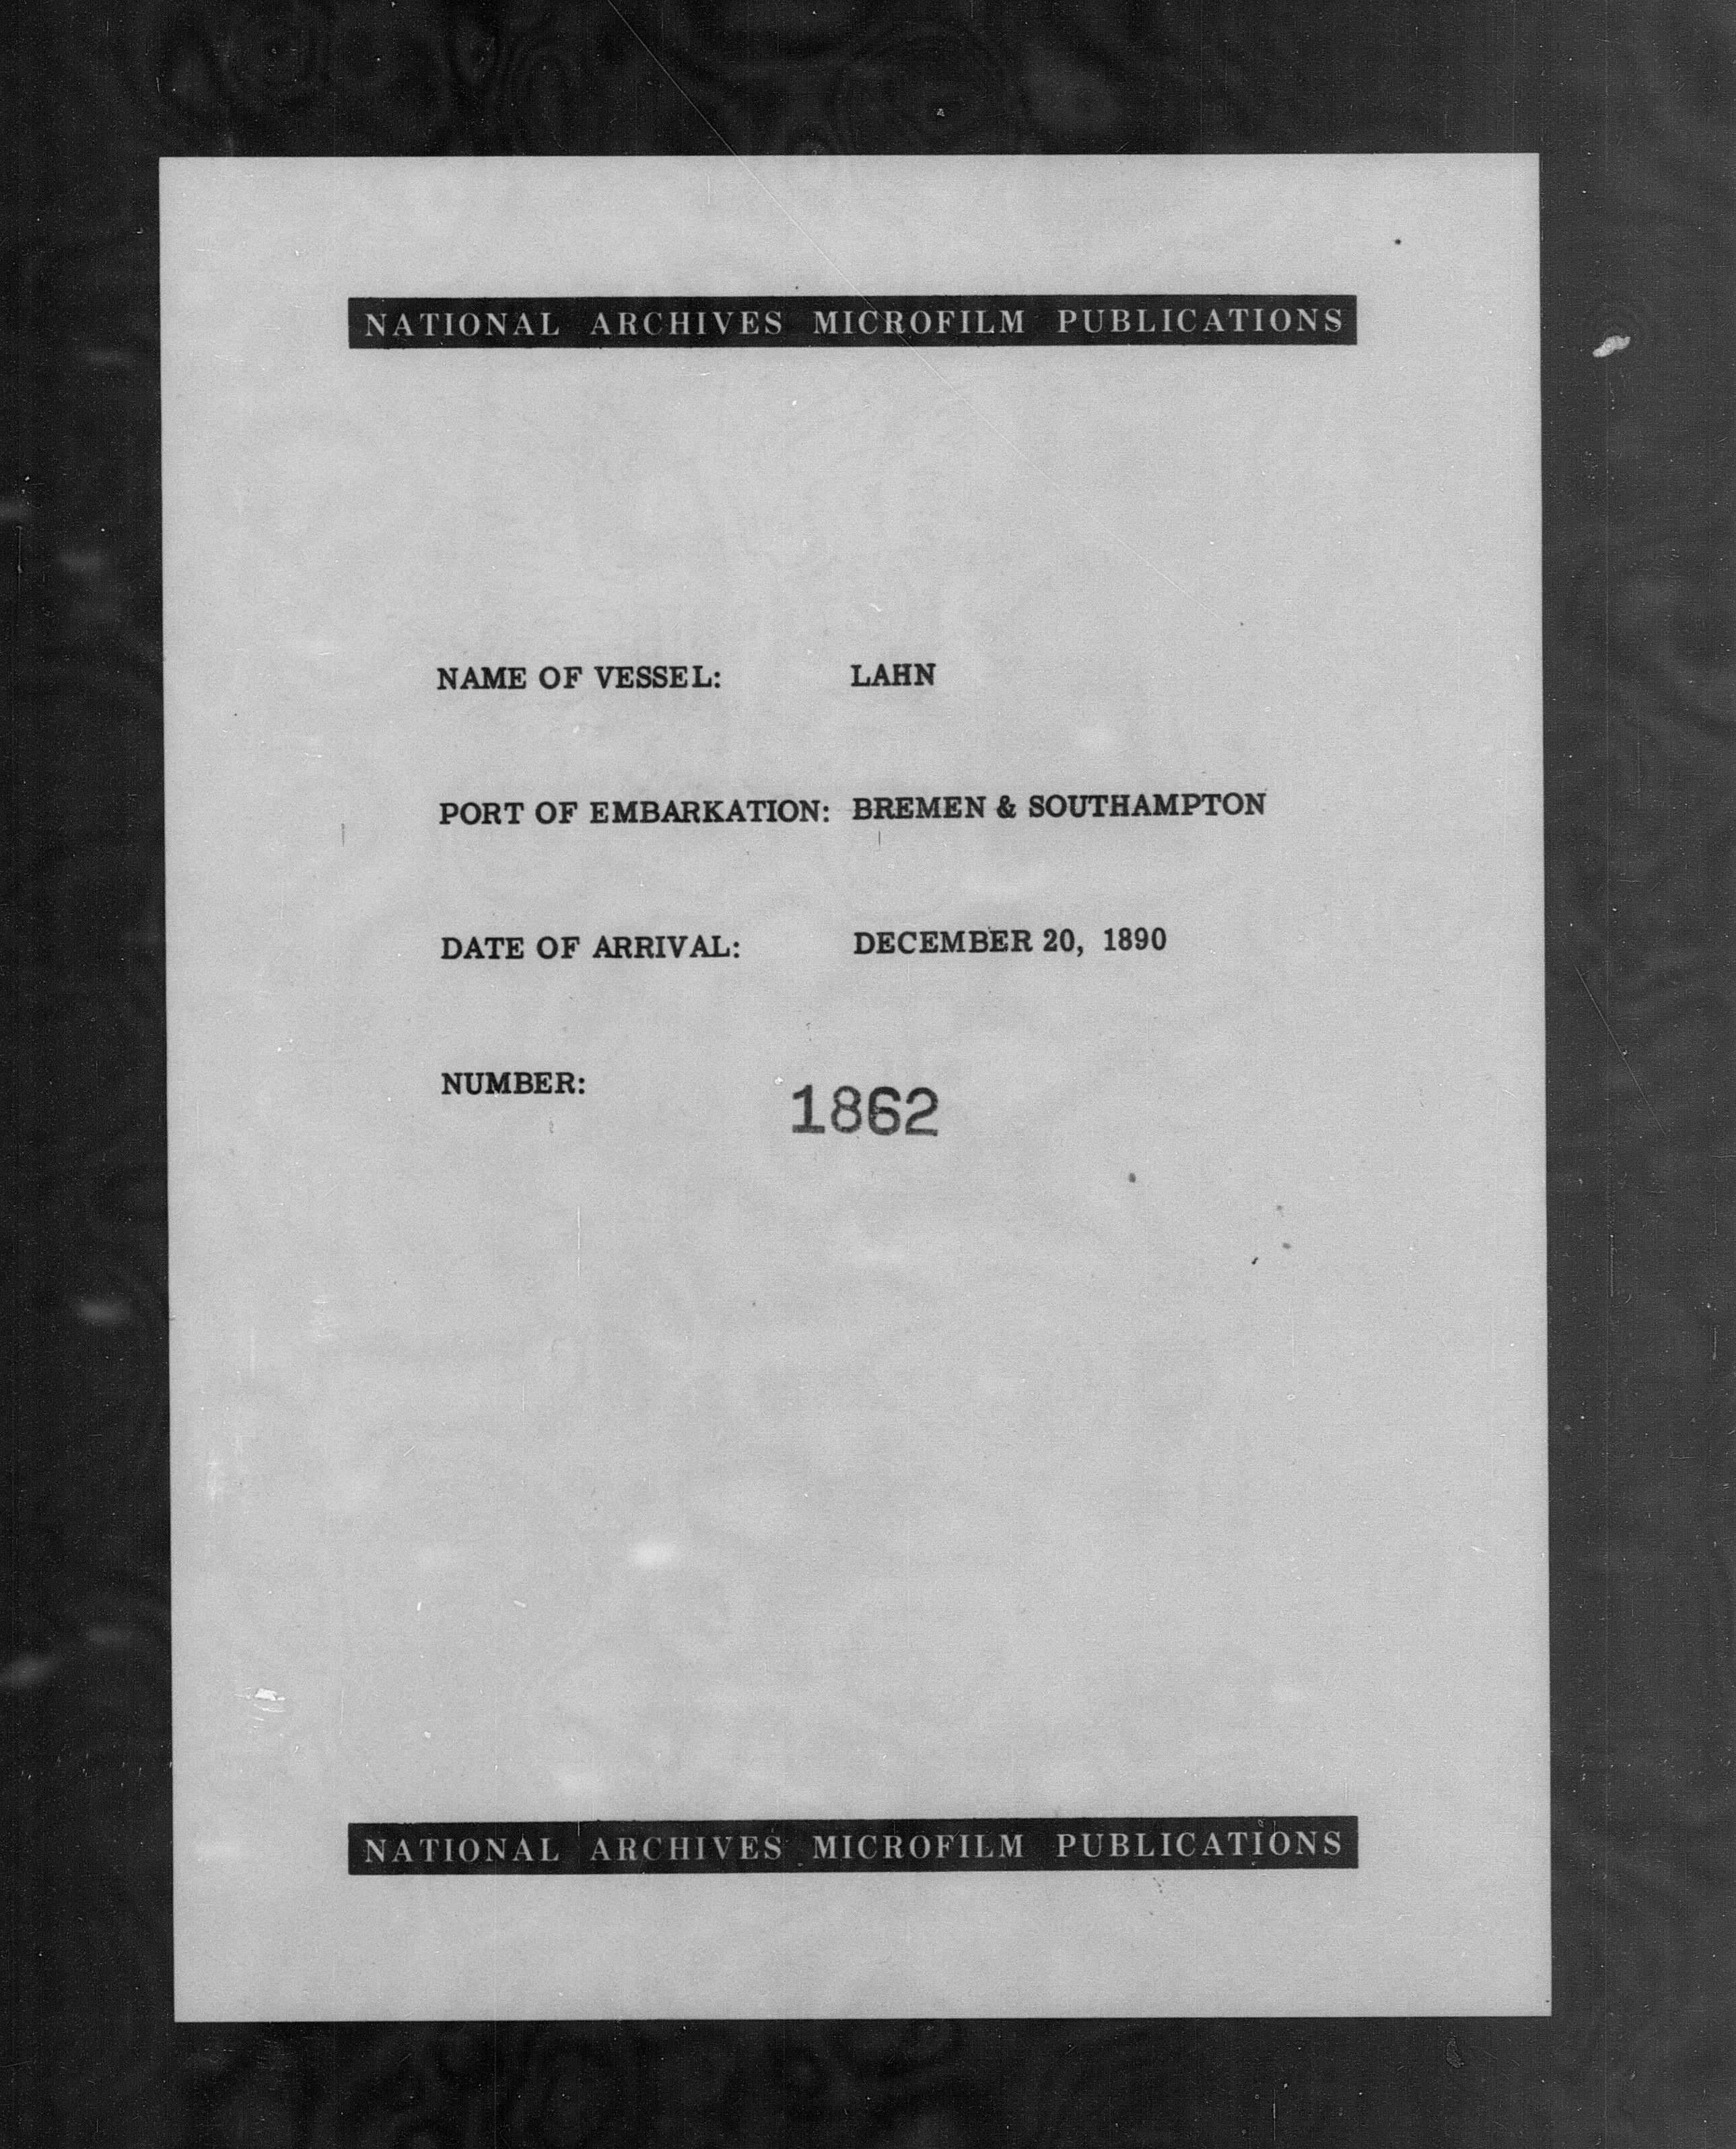 NATIONAL ARCHIVES MICROFILM PUBLICATIONS
NAME OF VESSEL: LAHN
PORT OF EMBARKATION: BREMEN & SOUTHAMPTON
DATE OF ARRIVAL: DECEMBER 20, 1890
NUMBER: 1862
NATIONAL ARCHIVES MICROFILM PUBLICATIONS